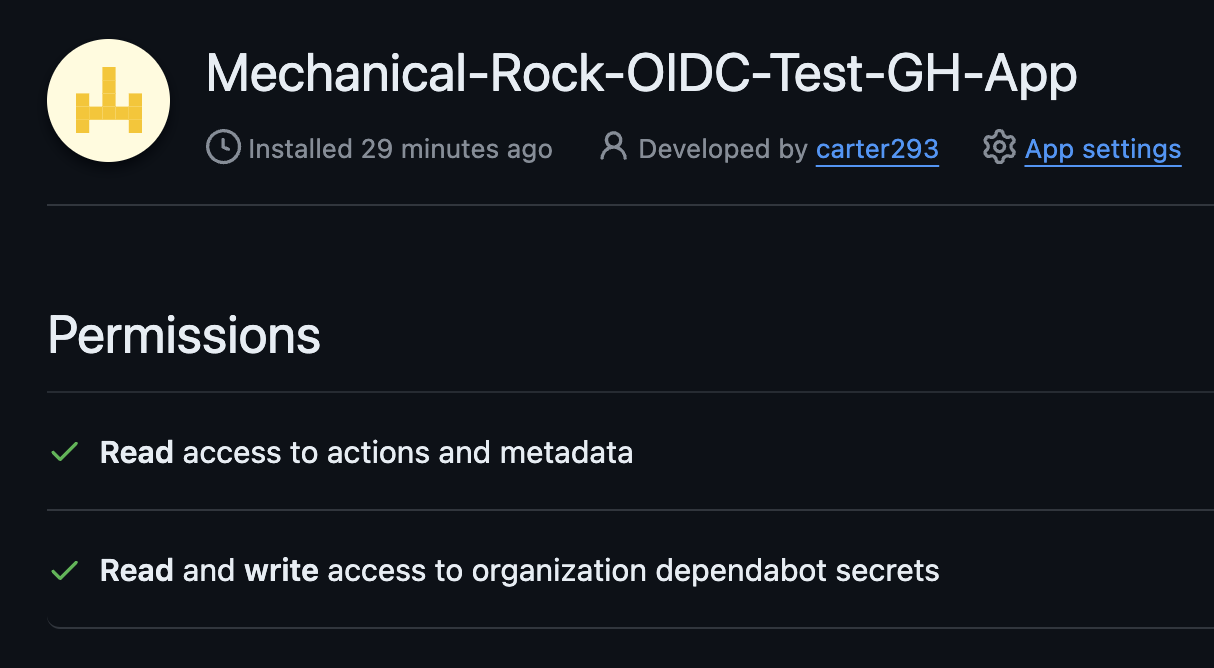 Mechanical-Rock-OIDC-Test-GH-App
Installed 29 minutes ago Developed by carter293 App settings
Permissions
Read access to actions and metadata
Read and write access to organization dependabot secrets